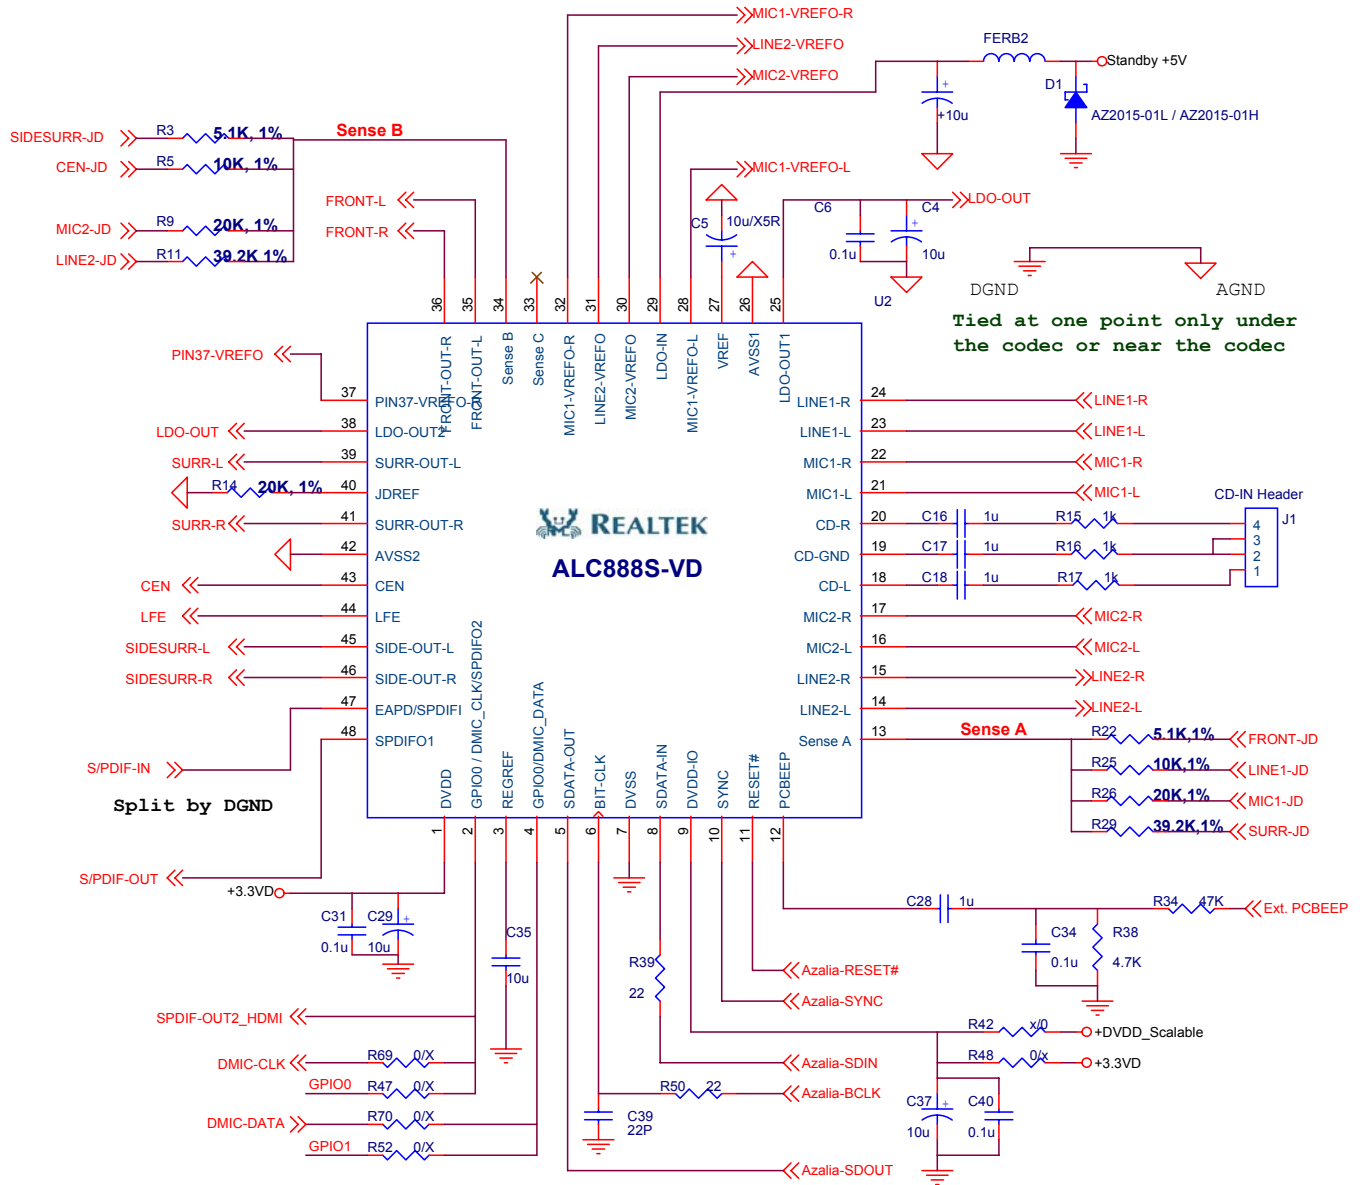 MIC1-VREFO-R
LINE2-VREFO
MIC2-VREFO
FERB2
Standby +5V
+
+10u
D1
AZ2015-01L / AZ2015-01H
SIDESURR-JD
R3
5.1K, 1%
Sense B
CEN-JD
R5
10K, 1%
MIC2-JD
R9
20K, 1%
LINE2-JD
R11
39.2K 1%
FRONT-L
FRONT-R
MIC1-VREFO-L
C5
10u/X5R
+
C6
0.1u
C4
+
10u
LDO-OUT
U2
DGND
AGND
Tied at one point only under
the codec or near the codec
36
35
34
33
32
31
30
29
28
27
26
25
FRONT-OUT-R
FRONT-OUT-L
Sense B
Sense C
MIC1-VREFO-R
LINE2-VREFO
MIC2-VREFO
LDO-IN
MIC1-VREFO-L
VREF
AVSS1
LDO-OUT1
PIN37-VREFO
37
PIN37-VREFO-R
LDO-OUT
38
LDO-OUT2
SURR-L
39
SURR-OUT-L
R14
20K, 1%
40
JDREF
SURR-R
41
SURR-OUT-R
42
AVSS2
CEN
43
CEN
LFE
44
LFE
SIDESURR-L
45
SIDE-OUT-L
SIDESURR-R
46
SIDE-OUT-R
47
EAPD/SPDIFI
48
SPDIFO1
S/PDIF-IN
Split by DGND
S/PDIF-OUT
REALTEK
ALC888S-VD
LINE1-R
24
LINE1-R
LINE1-L
23
LINE1-L
MIC1-R
22
MIC1-R
MIC1-L
21
MIC1-L
CD-R
20
C16
1u
R15
1k
CD-GND
19
C17
1u
R16
1k
CD-L
18
C18
1u
R17
1k
CD-IN Header
J1
4
3
2
1
MIC2-R
17
MIC2-R
MIC2-L
16
MIC2-L
LINE2-R
15
LINE2-R
LINE2-L
14
LINE2-L
Sense A
13
Sense A
R22
5.1K,1%
FRONT-JD
R25
10K,1%
LINE1-JD
R26
20K,1%
MIC1-JD
R29
39.2K,1%
SURR-JD
DVDD
GPIO0 / DMIC_CLK/SPDIFO2
REGREF
GPIO0/DMIC_DATA
SDATA-OUT
BIT-CLK
DVSS
SDATA-IN
DVDD-IO
SYNC
RESET#
PCBEEP
1
2
3
4
5
6
7
8
9
10
11
12
+3.3VD
C31
0.1u
C29
+
10u
C35
10u
C28
1u
R34
47K
Ext. PCBEEP
C34
0.1u
R38
4.7K
R39
22
Azalia-RESET#
Azalia-SYNC
SPDIF-OUT2_HDMI
DMIC-CLK
R69
0/X
GPIO0
R47
0/X
DMIC-DATA
R70
0/X
GPIO1
R52
0/X
R42
x/0
+DVDD_Scalable
R48
0/x
+3.3VD
Azalia-SDIN
R50
22
Azalia-BCLK
C39
22P
C37
+
10u
C40
0.1u
Azalia-SDOUT